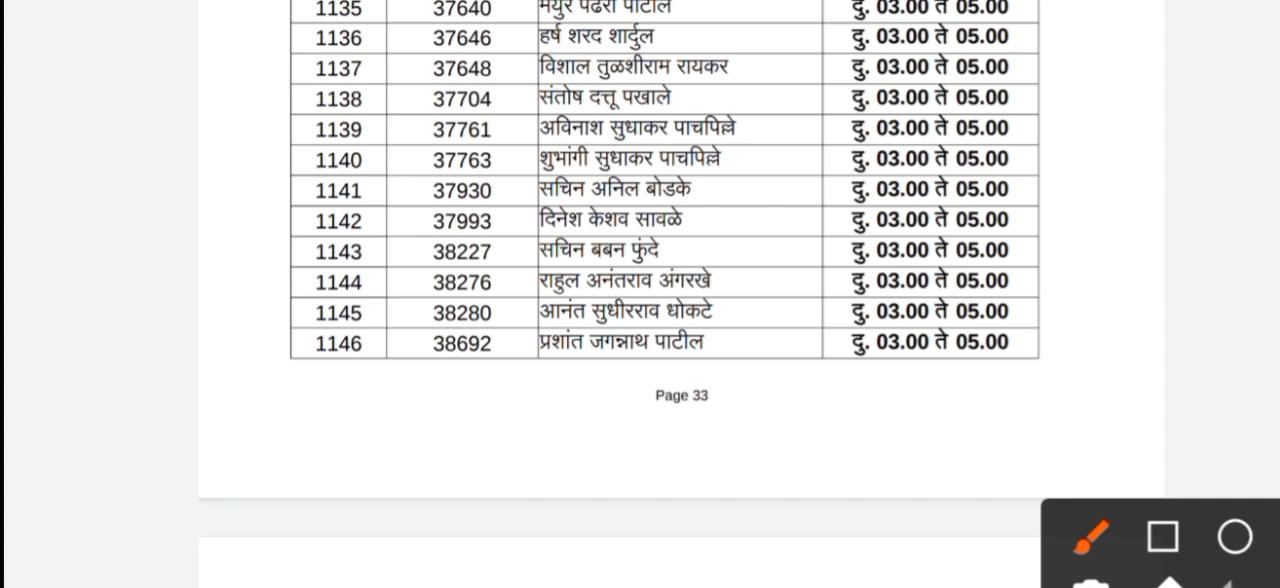 1135 37640 मयुर पाटील दु. 03.00 ते 05.00
1136 37646 हर्ष शरद शार्दुल दु. 03.00 ते 05.00
1137 37648 विशाल तुळशीराम रायकर दु. 03.00 ते 05.00
1138 37704 संतोष दत्तू पखाले दु. 03.00 ते 05.00
1139 37761 अविनाश सुधाकर पाचपिल्ले दु. 03.00 ते 05.00
1140 37763 शुभांगी सुधाकर पाचपिल्ले दु. 03.00 ते 05.00
1141 37930 सचिन अनिल बोडके दु. 03.00 ते 05.00
1142 37993 दिनेश केशव सावळे दु. 03.00 ते 05.00
1143 38227 सचिन बबन फुंदे दु. 03.00 ते 05.00
1144 38276 राहुल अनंतराव अंगरखे दु. 03.00 ते 05.00
1145 38280 आनंत सुधीरराव धोकटे दु. 03.00 ते 05.00
1146 38692 प्रशांत जगन्नाथ पाटील दु. 03.00 ते 05.00
Page 33